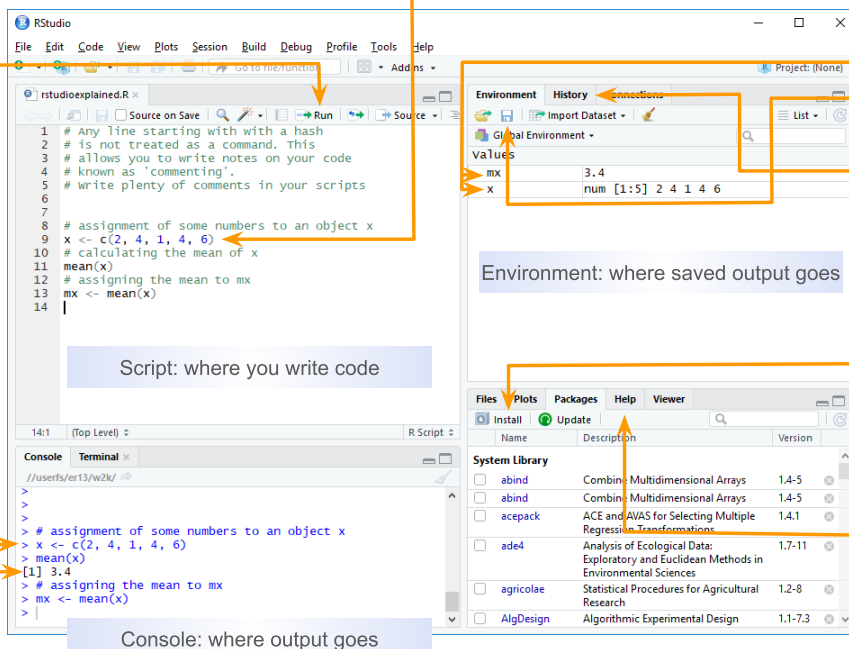 RStudio
File Edit Code View Plots Session Build Debug Profile Tools Help
Go to file/function Addins Project: (None)
rstudioexplained.R
Source on Save Run Source
1 # Any line starting with with a hash
2 # is not treated as a command. This
3 # allows you to write notes on your code
4 # known as 'commenting'.
5 # Write plenty of comments in your scripts
6
7
8 # assignment of some numbers to an object x
9 x <- c(2, 4, 1, 4, 6)
10 # calculating the mean of x
11 mean(x)
12 # assigning the mean to mx
13 mx <- mean(x)
14
Script: where you write code
14:1 (Top Level) R Script
Console Terminal
//userfs/er13/w2k/
>
>
>
> # assignment of some numbers to an object x
> x <- c(2, 4, 1, 4, 6)
> mean(x)
[1] 3.4
> # assigning the mean to mx
> mx <- mean(x)
>
Console: where output goes
Environment History Connections
Import Dataset List
Global Environment
Values
mx 3.4
x num [1:5] 2 4 1 4 6
Environment: where saved output goes
Files Plots Packages Help Viewer
Install Update
Name Description Version
System Library
abind Combine Multidimensional Arrays 1.4-5
abind Combine Multidimensional Arrays 1.4-5
acepack ACE and AVAS for Selecting Multiple 1.4.1
Regression Transformations
ade4 Analysis of Ecological Data: 1.7-11
Exploratory and Euclidean Methods in
Environmental Sciences
agricolae Statistical Procedures for Agricultural 1.2-8
Research
AlgDesign Algorithmic Experimental Design 1.1-7.3